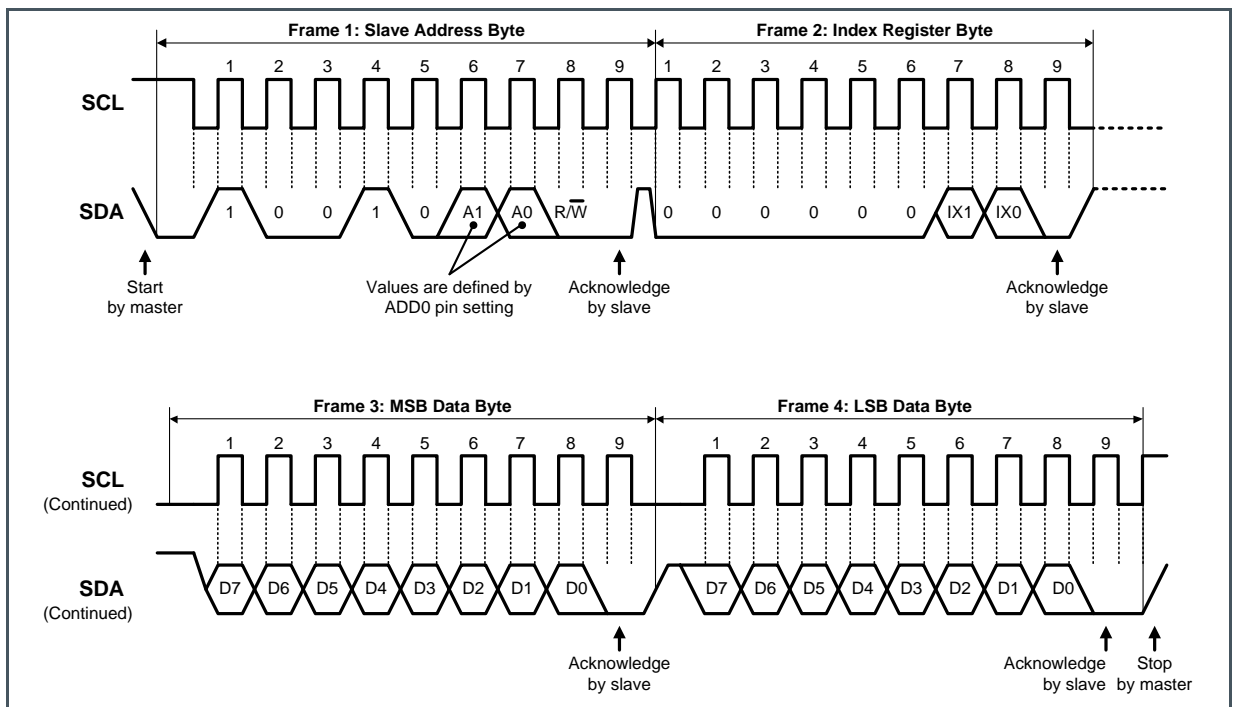 Frame 1: Slave Address Byte Frame 2: Index Register Byte
1 2 3 4 5 6 7 8 9 1 2 3 4 5 6 7 8 9
SCL
SDA 1 0 0 1 0 A1 A0 R/W̅ 0 0 0 0 0 0 IX1 IX0
Start
by master
Values are defined by
ADD0 pin setting
Acknowledge
by slave
Acknowledge
by slave
Frame 3: MSB Data Byte Frame 4: LSB Data Byte
1 2 3 4 5 6 7 8 9 1 2 3 4 5 6 7 8 9
SCL
(Continued)
SDA D7 D6 D5 D4 D3 D2 D1 D0 D7 D6 D5 D4 D3 D2 D1 D0
(Continued)
Acknowledge
by slave
Acknowledge
by slave
Stop
by master